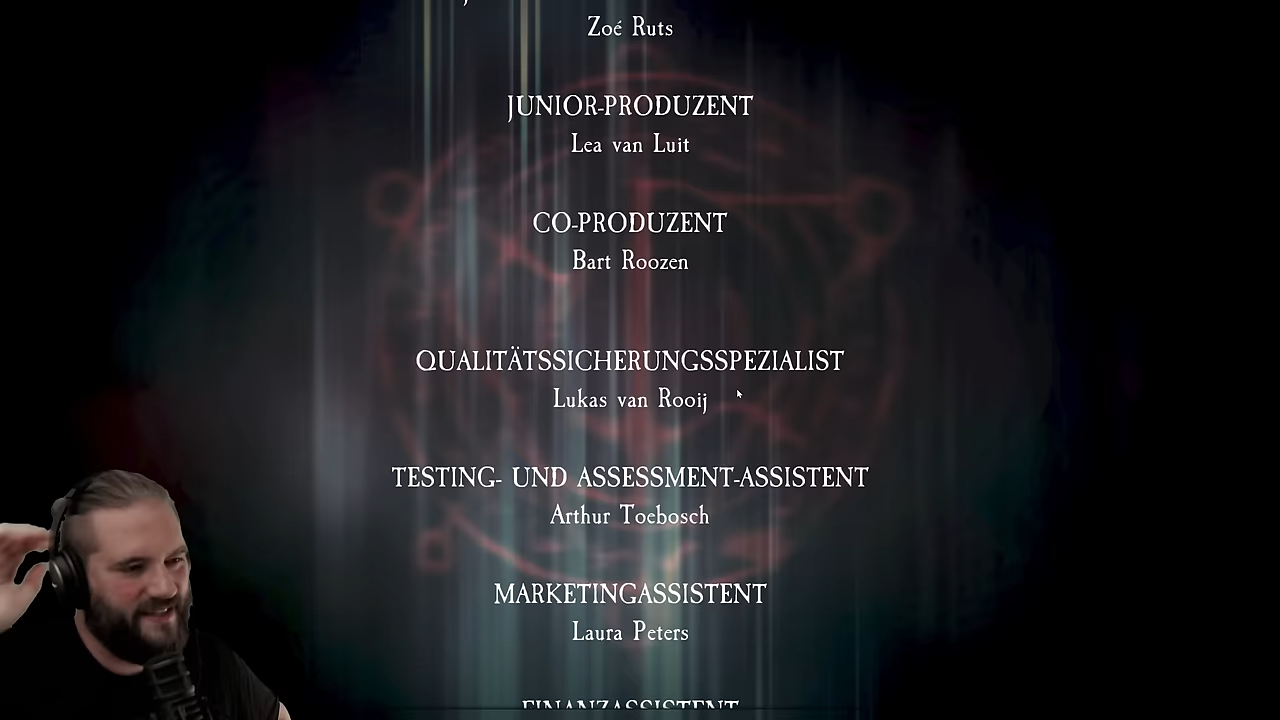 Zoé Ruts
JUNIOR-PRODUZENT
Lea van Luit
CO-PRODUZENT
Bart Roozen
QUALITÄTSSICHERUNGSSPEZIALIST
Lukas van Rooij
TESTING- UND ASSESSMENT-ASSISTENT
Arthur Toebosch
MARKETINGASSISTENT
Laura Peters
FINANZASSISTENT